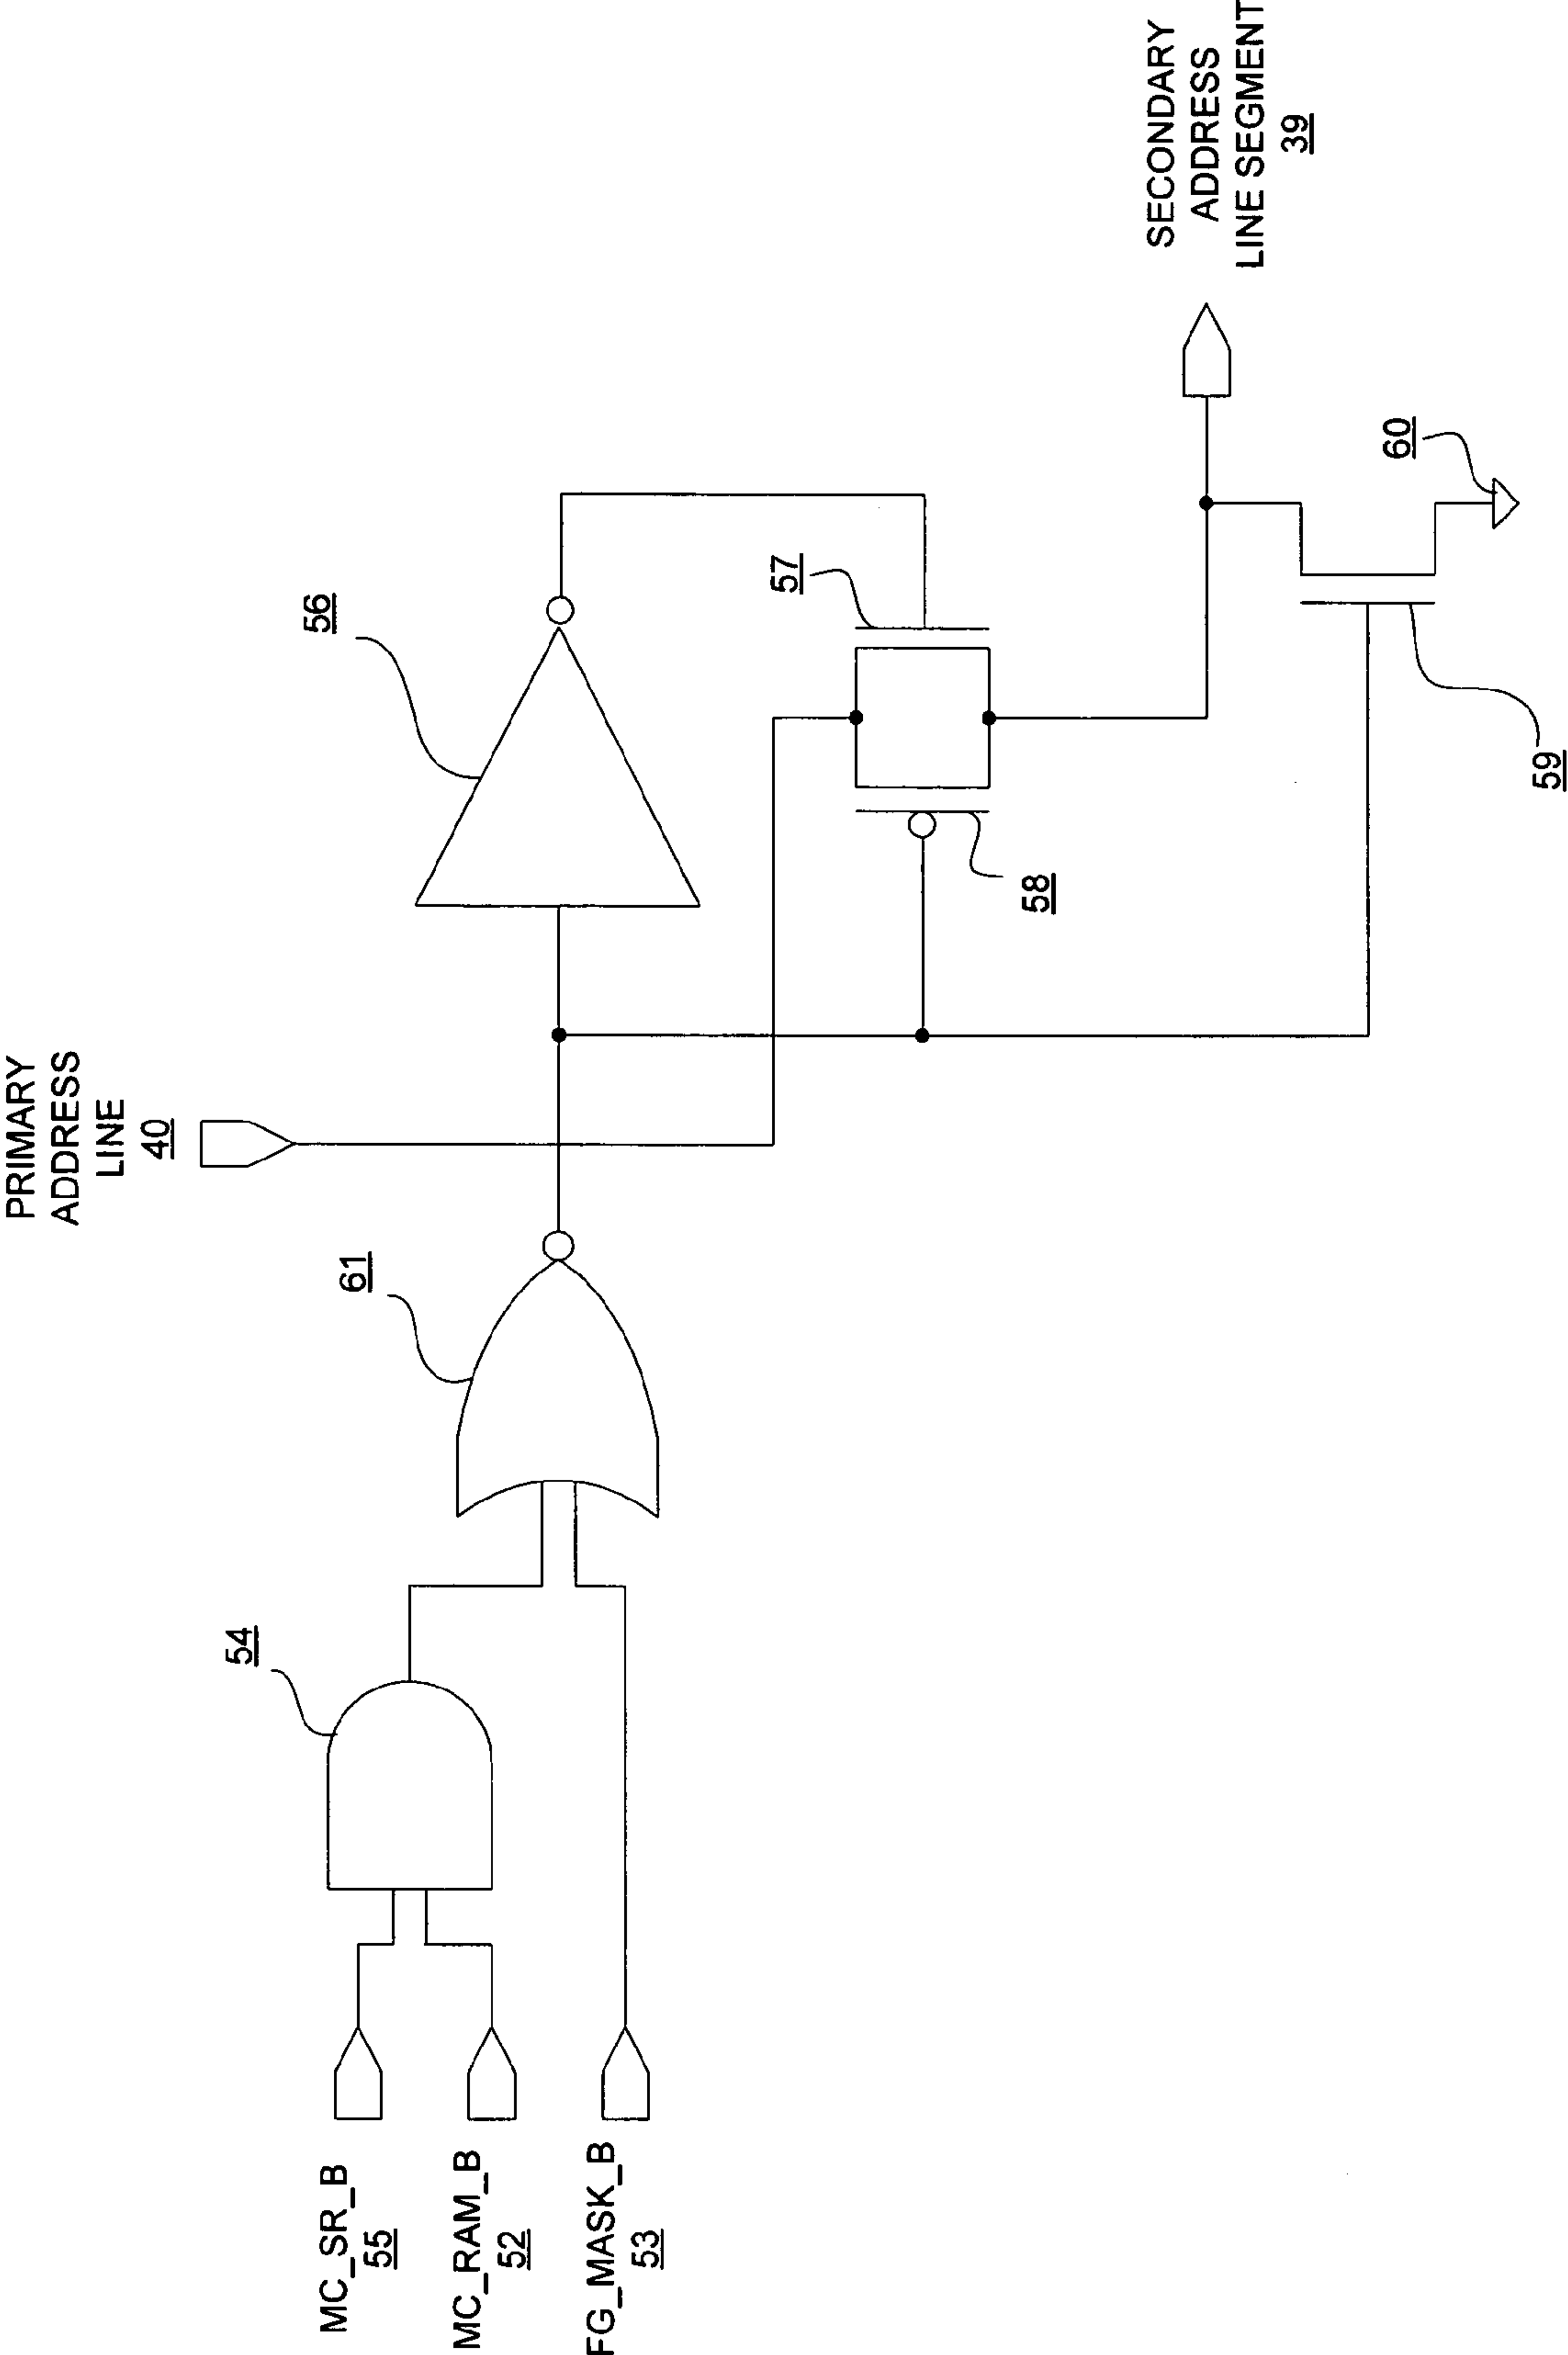 MC_SR_B
55
MC_RAM_B
52
FG_MASK_B
53
54
61
PRIMARY
ADDRESS
LINE
40
56
57
58
59
60
SECONDARY
ADDRESS
LINE SEGMENT
39